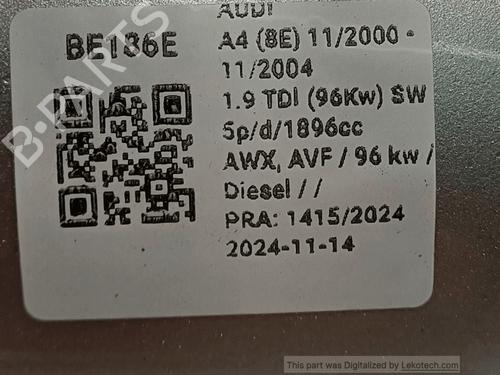 AUDI
BE136E
A4 (8E) 11/2000 -
11/2004
1.9 TDI (96Kw) SW
5p/d/1896cc
AWX, AVF / 96 kw /
Diesel / /
PRA: 1415/2024
2024-11-14
B-PARTS
This part was Digitalized by Lekotech.com